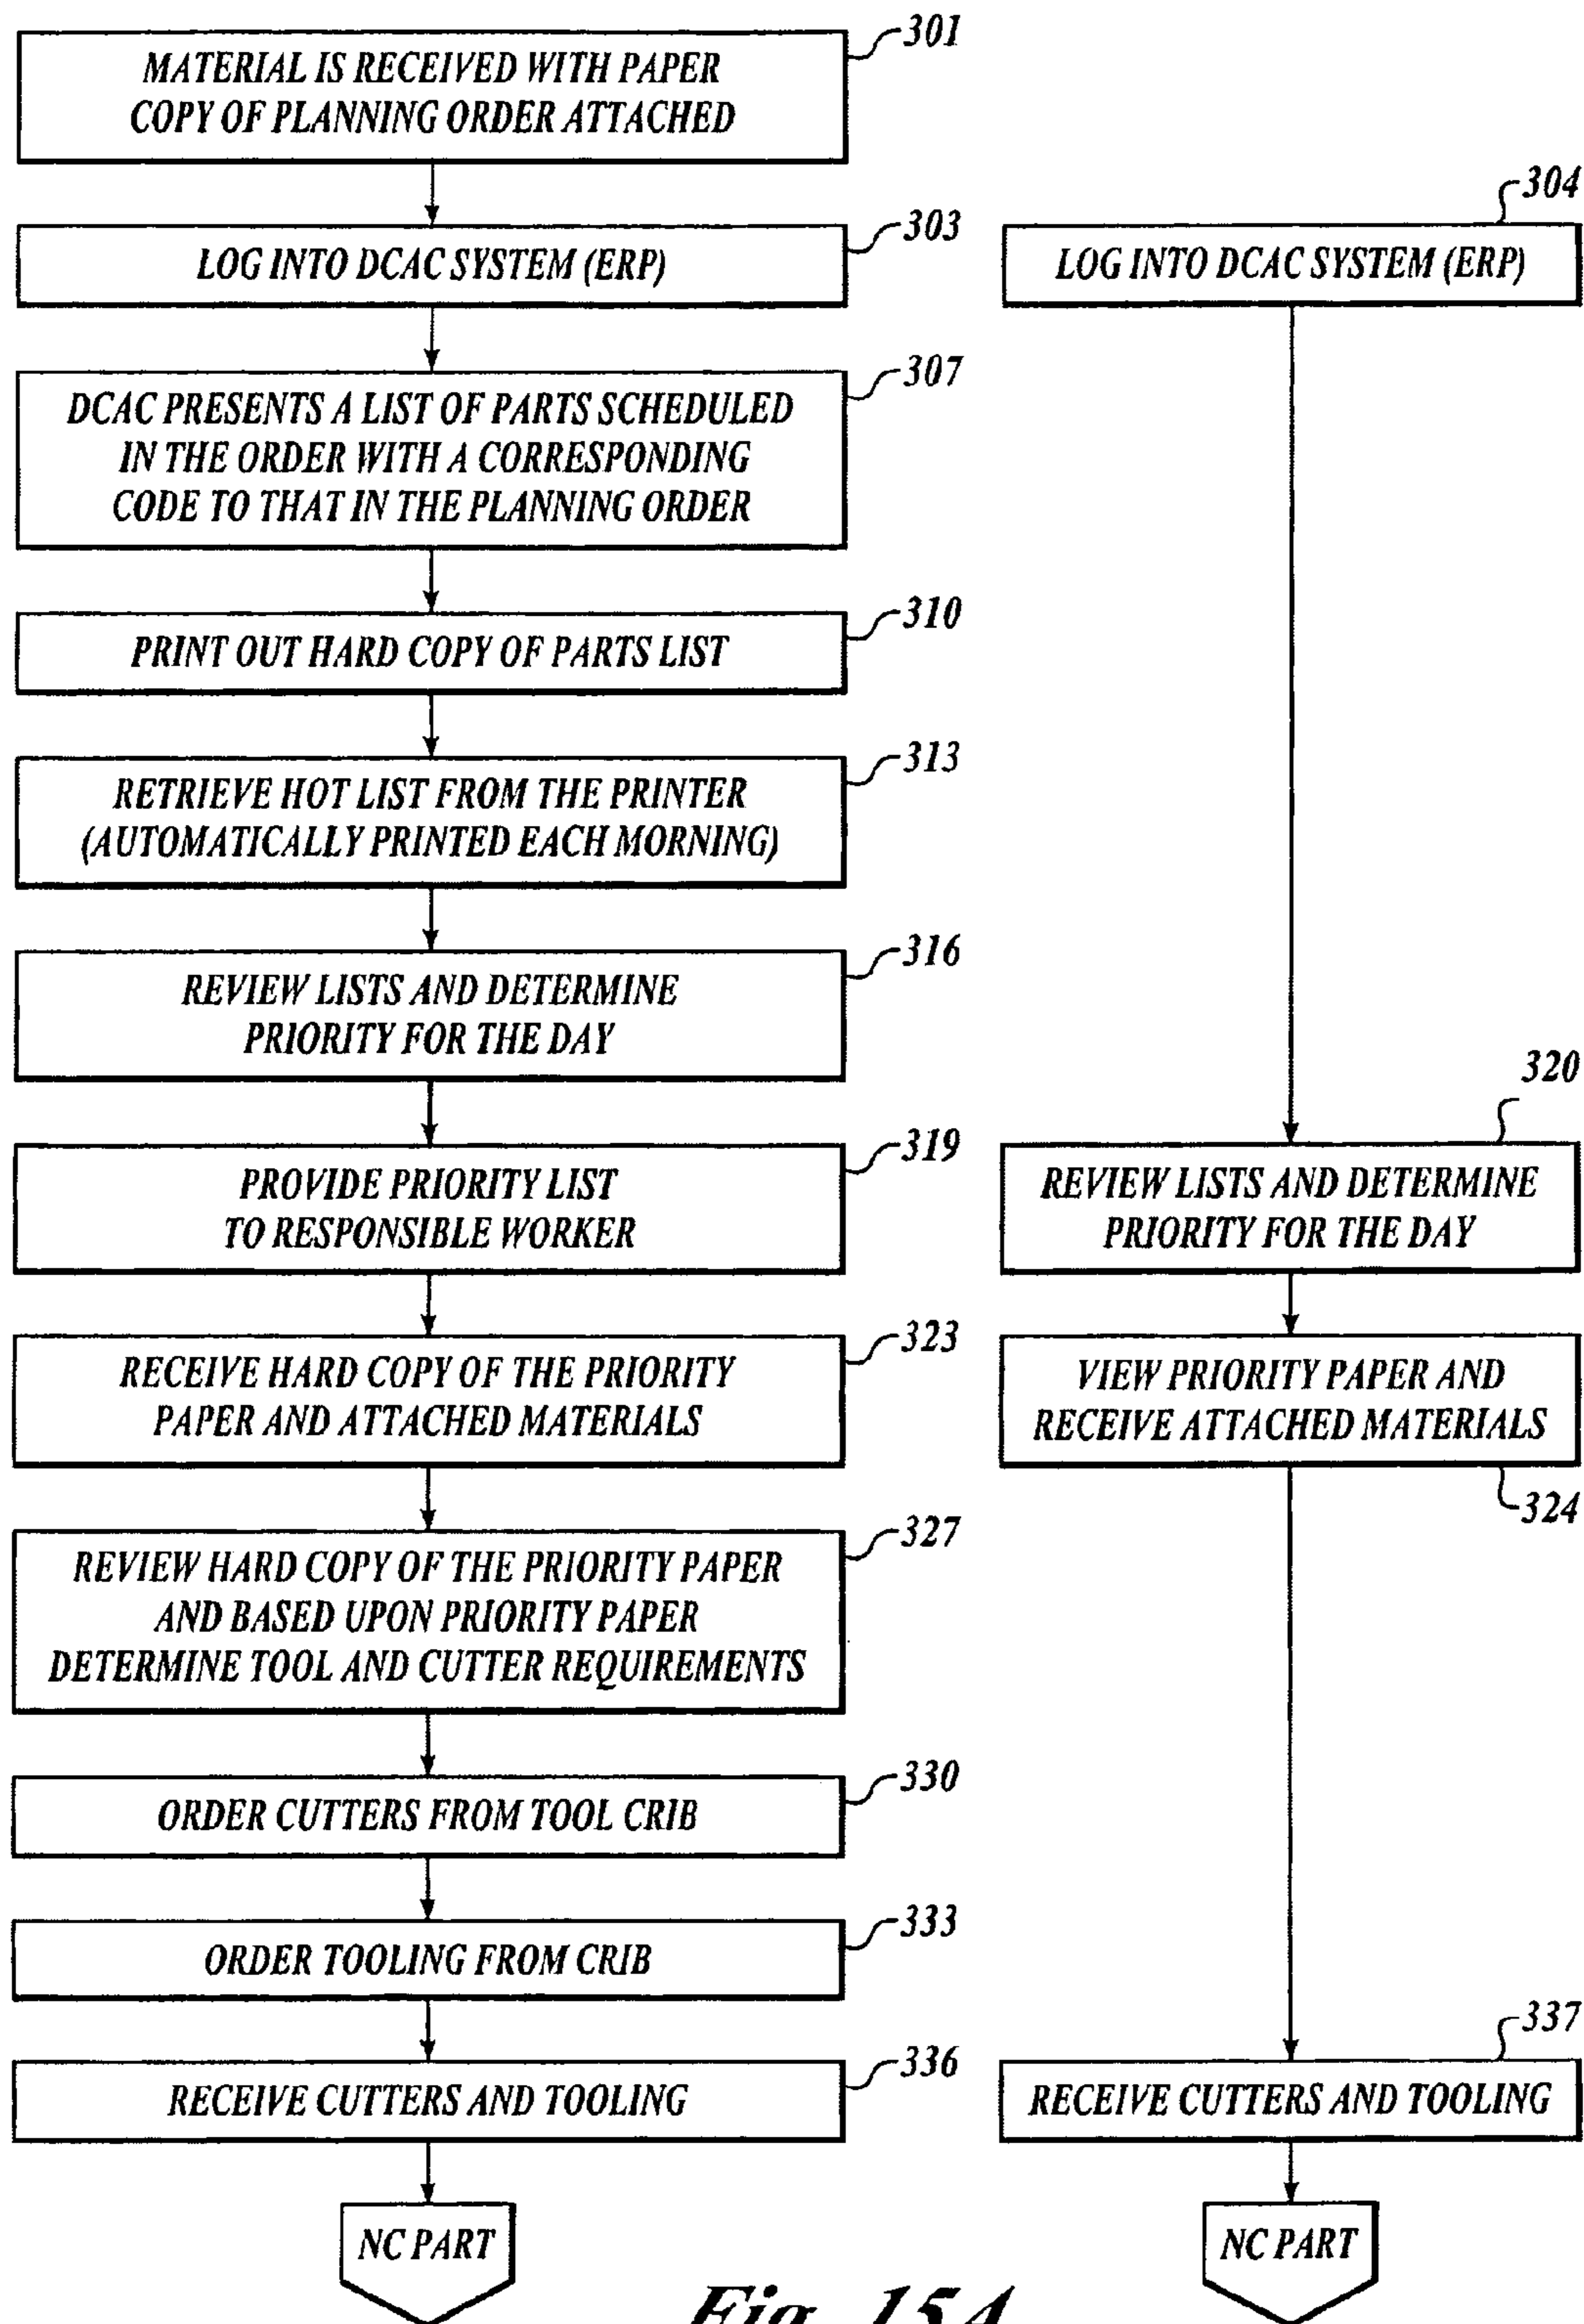 301
MATERIAL IS RECEIVED WITH PAPER
COPY OF PLANNING ORDER ATTACHED
303
LOG INTO DCAC SYSTEM (ERP)
307
DCAC PRESENTS A LIST OF PARTS SCHEDULED
IN THE ORDER WITH A CORRESPONDING
CODE TO THAT IN THE PLANNING ORDER
310
PRINT OUT HARD COPY OF PARTS LIST
313
RETRIEVE HOT LIST FROM THE PRINTER
(AUTOMATICALLY PRINTED EACH MORNING)
316
REVIEW LISTS AND DETERMINE
PRIORITY FOR THE DAY
319
PROVIDE PRIORITY LIST
TO RESPONSIBLE WORKER
323
RECEIVE HARD COPY OF THE PRIORITY
PAPER AND ATTACHED MATERIALS
327
REVIEW HARD COPY OF THE PRIORITY PAPER
AND BASED UPON PRIORITY PAPER
DETERMINE TOOL AND CUTTER REQUIREMENTS
330
ORDER CUTTERS FROM TOOL CRIB
333
ORDER TOOLING FROM CRIB
336
RECEIVE CUTTERS AND TOOLING
NC PART
304
LOG INTO DCAC SYSTEM (ERP)
320
REVIEW LISTS AND DETERMINE
PRIORITY FOR THE DAY
VIEW PRIORITY PAPER AND
RECEIVE ATTACHED MATERIALS
324
337
RECEIVE CUTTERS AND TOOLING
NC PART
Fig. 15A